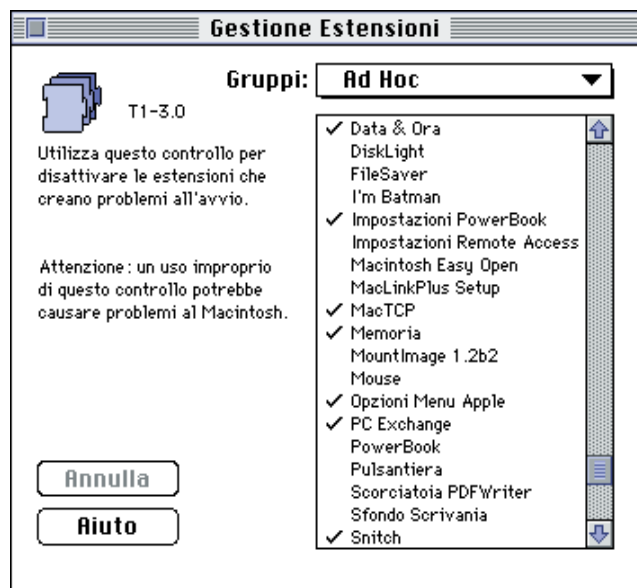 Gestione Estensioni
Gruppi: Ad Hoc
T1-3.0
Utilizza questo controllo per
disattivare le estensioni che
creano problemi all'avvio.
Attenzione: un uso improprio
di questo controllo potrebbe
causare problemi al Macintosh.
✓ Data & Ora
DiskLight
FileSaver
I'm Batman
✓ Impostazioni PowerBook
Impostazioni Remote Access
Macintosh Easy Open
MacLinkPlus Setup
✓ MacTCP
✓ Memoria
MountImage 1.2b2
Mouse
✓ Opzioni Menu Apple
✓ PC Exchange
PowerBook
Pulsantiera
Scorciatoia PDFWriter
Sfondo Scrivania
✓ Snitch
Annulla
Aiuto